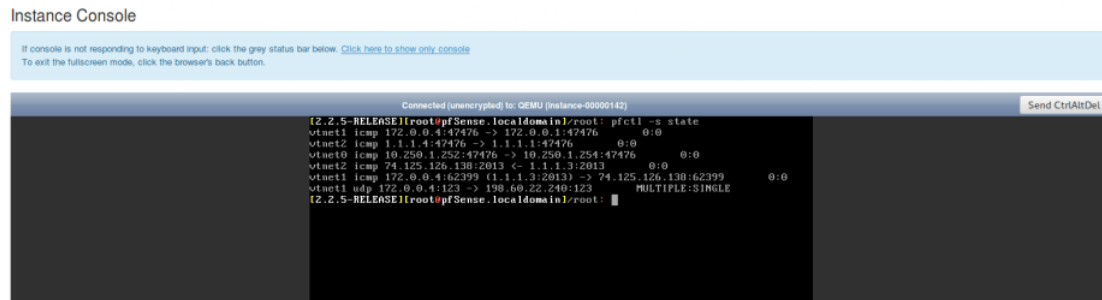 Instance Console
If console is not responding to keyboard input: click the grey status bar below. Click here to show only console
To exit the fullscreen mode, click the browser's back button.
Connected (unencrypted) to: QEMU (instance-00000142)
Send CtrlAltDel
[2.2.5-RELEASE][root@pfSense.localdomain]/root: pfctl -s state
vtnet1 icmp 172.0.0.4:47476 -> 172.0.0.1:47476 0:0
vtnet2 icmp 1.1.1.4:47476 -> 1.1.1.1:47476 0:0
vtnet0 icmp 10.250.1.252:47476 -> 10.250.1.254:47476 0:0
vtnet2 icmp 74.125.126.138:2013 <- 1.1.1.3:2013 0:0
vtnet1 icmp 172.0.0.4:62399 (1.1.1.3:2013) -> 74.125.126.138:62399 0:0
vtnet1 udp 172.0.0.4:123 -> 198.60.22.240:123 MULTIPLE:SINGLE
[2.2.5-RELEASE][root@pfSense.localdomain]/root: